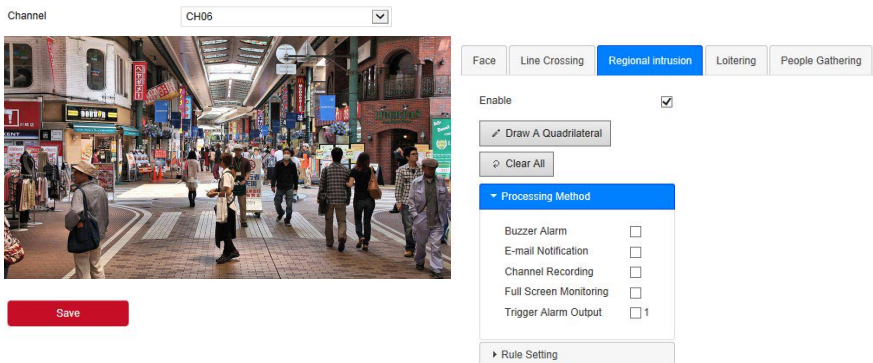 Channel
CH06
Face
Line Crossing
Regional intrusion
Loitering
People Gathering
Enable
Draw A Quadrilateral
Clear All
Processing Method
Buzzer Alarm
E-mail Notification
Channel Recording
Full Screen Monitoring
Trigger Alarm Output
1
Rule Setting
Save